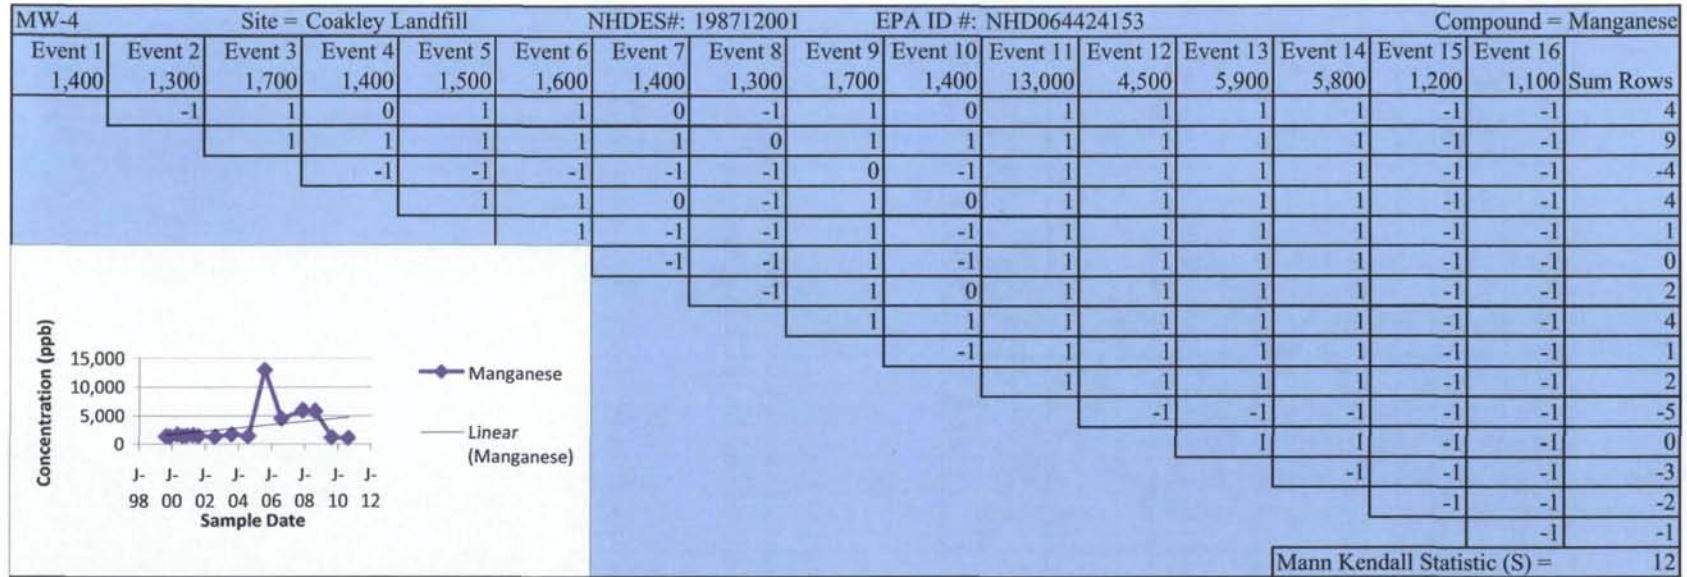 MW-4 Site = Coakley Landfill NHDES#: 198712001 EPA ID #: NHD064424153 Compound = Manganese
Event 1 Event 2 Event 3 Event 4 Event 5 Event 6 Event 7 Event 8 Event 9 Event 10 Event 11 Event 12 Event 13 Event 14 Event 15 Event 16
1,400 1,300 1,700 1,400 1,500 1,600 1,400 1,300 1,700 1,400 13,000 4,500 5,900 5,800 1,200 1,100 Sum Rows
-1 1 0 1 1 0 -1 1 0 1 1 1 1 -1 -1 4
1 1 1 1 1 0 1 1 1 1 1 1 -1 -1 9
-1 -1 -1 -1 -1 0 -1 1 1 1 1 -1 -1 -4
1 1 0 -1 1 0 1 1 1 1 -1 -1 4
1 -1 -1 1 -1 1 1 1 1 -1 -1 1
-1 -1 1 -1 1 1 1 1 -1 -1 0
-1 1 0 1 1 1 1 -1 -1 2
1 1 1 1 1 1 -1 -1 4
-1 1 1 1 1 -1 -1 1
1 1 1 1 -1 -1 2
-1 -1 -1 -1 -1 -5
1 1 -1 -1 0
-1 -1 -1 -3
-1 -1 -2
-1 -1
Mann Kendall Statistic (S) = 12
Concentration (ppb)
15,000
10,000
5,000
0
J- J- J- J- J- J- J- J-
98 00 02 04 06 08 10 12
Sample Date
Manganese
Linear
(Manganese)